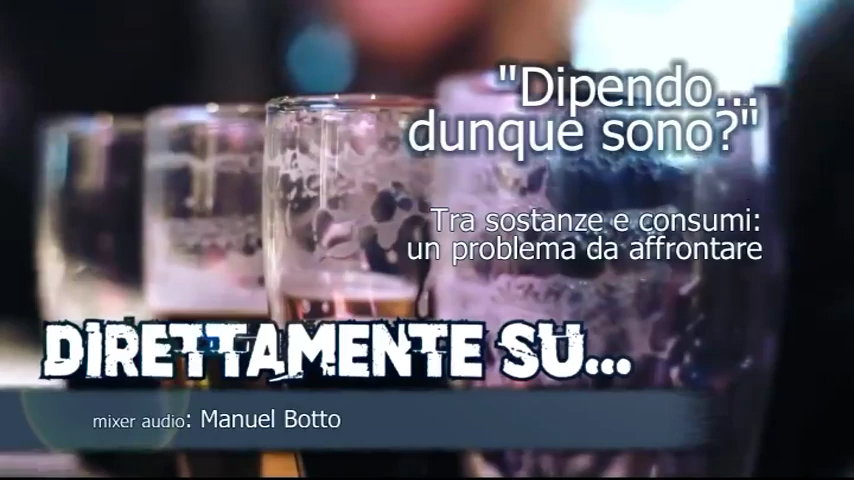 "Dipendo...
dunque sono?"
Tra sostanze e consumi:
un problema da affrontare
DIRETTAMENTE SU...
mixer audio: Manuel Botto